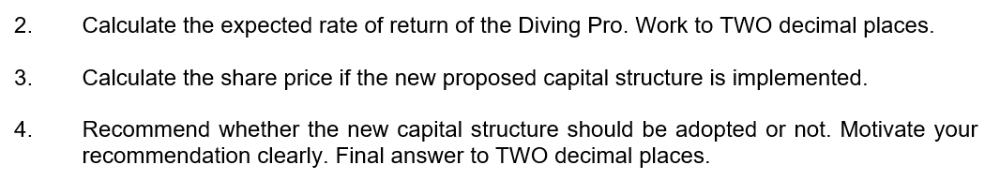 2. Calculate the expected rate of return of the Diving Pro. Work to TWO decimal places.
3. Calculate the share price if the new proposed capital structure is implemented.
4. Recommend whether the new capital structure should be adopted or not. Motivate your
recommendation clearly. Final answer to TWO decimal places.